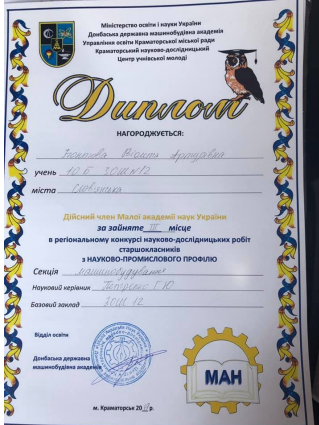 Міністерство освіти і науки України
Донбаська державна машинобудівна академія
Управління освіти Краматорської міської ради
Краматорський науково-дослідницький
Центр учнівської молоді
Диплом
НАГОРОДЖУЄТЬСЯ:
учень 10-Б ЗОШ №12
міста Слов'янська
Дійсний член Малої академії наук України
за зайняте III місце
в регіональному конкурсі науково-дослідницьких робіт
старшокласників
з НАУКОВО-ПРОМИСЛОВОГО ПРОФІЛЮ
Секція машинобудування
Науковий керівник Петренко Г.Ю
Базовий заклад ЗОШ 12
Відділ освіти
Донбаська державна
машинобудівна академія
МАН
м. Краматорськ 20 р.